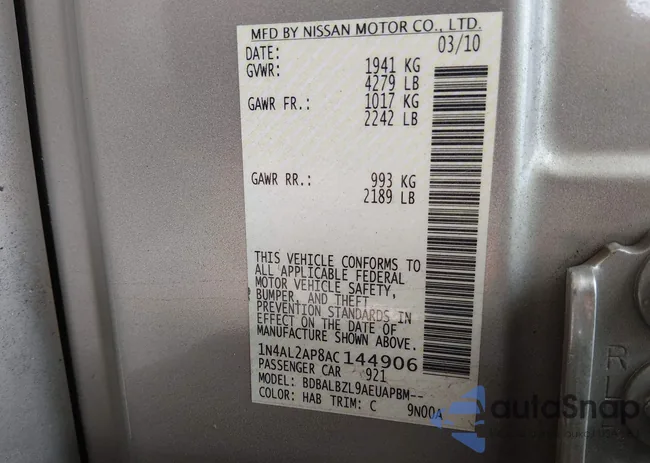 MFD BY NISSAN MOTOR CO., LTD.
DATE: 03/10
GVWR: 1941 KG
4279 LB
GAWR FR.: 1017 KG
2242 LB
GAWR RR.: 993 KG
2189 LB
THIS VEHICLE CONFORMS TO
ALL APPLICABLE FEDERAL
MOTOR VEHICLE SAFETY,
BUMPER, AND THEFT
PREVENTION STANDARDS IN
EFFECT ON THE DATE OF
MANUFACTURE SHOWN ABOVE.
1N4AL2AP8AC144906
PASSENGER CAR 921
MODEL: BDBALBZL9AEUAPBM--
COLOR: HAB TRIM: C 9N00A
R
autoSnap